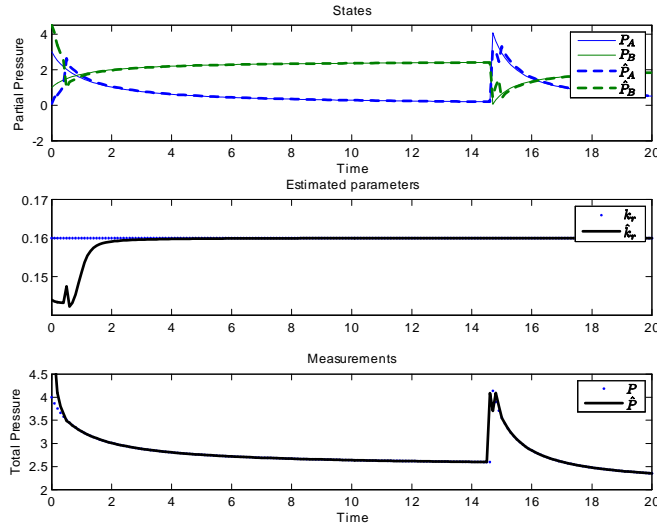 States
Partial Pressure
4
2
0
-2
0 2 4 6 8 10 12 14 16 18 20
Time
P_A
P_B
P̂_A
P̂_B
Estimated parameters
0.17
0.16
0.15
0 2 4 6 8 10 12 14 16 18 20
k_r
k̂_r
Measurements
Total Pressure
4.5
4
3.5
3
2.5
2
0 2 4 6 8 10 12 14 16 18 20
Time
P
P̂